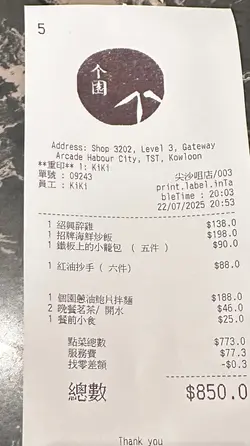 5
个園
Address: Shop 3202, Level 3, Gateway
Arcade Habour City, TST, Kowloon
**重印** 1: KiKi
單號 : 09243 尖沙咀店/003
員工 : KiKi print.label.inTa
bleTime : 20:03
22/07/2025 20:53
1 紹興醉雞 $138.0
1 招牌海鮮炒飯 $198.0
1 鐵板上的小籠包 ( 五件 ) $90.0
1 紅油抄手 ( 六件 ) $88.0
1 個園蔥油鮑片拌麵 $188.0
2 晚餐茗茶/ 開水 $46.0
1 餐前小食 $25.0
點菜總數 $773.0
服務費 $77.3
找零差額 -$0.3
總數 $850.0
Thank you